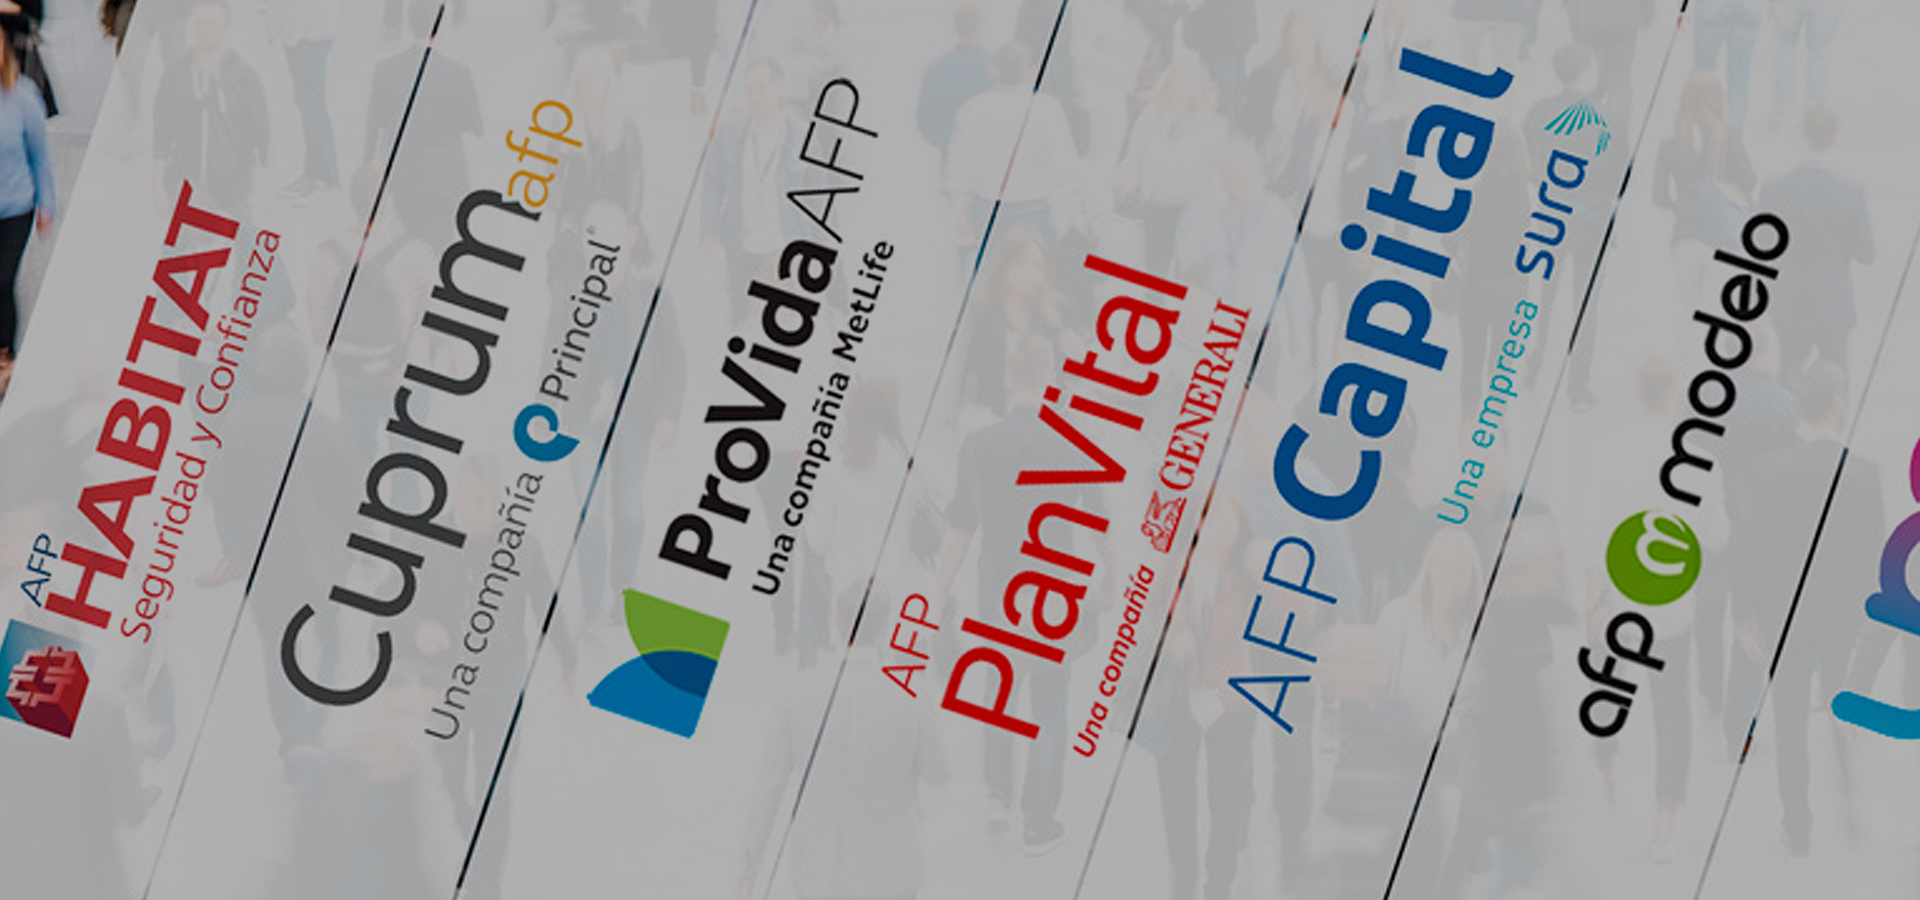 AFP
HABITAT
Seguridad y Confianza
Cuprum afp
Una compañía Principal®
ProVida AFP
Una compañía MetLife
AFP
PlanVital
Una compañía GENERALI
AFP Capital
Una empresa sura
afp modelo